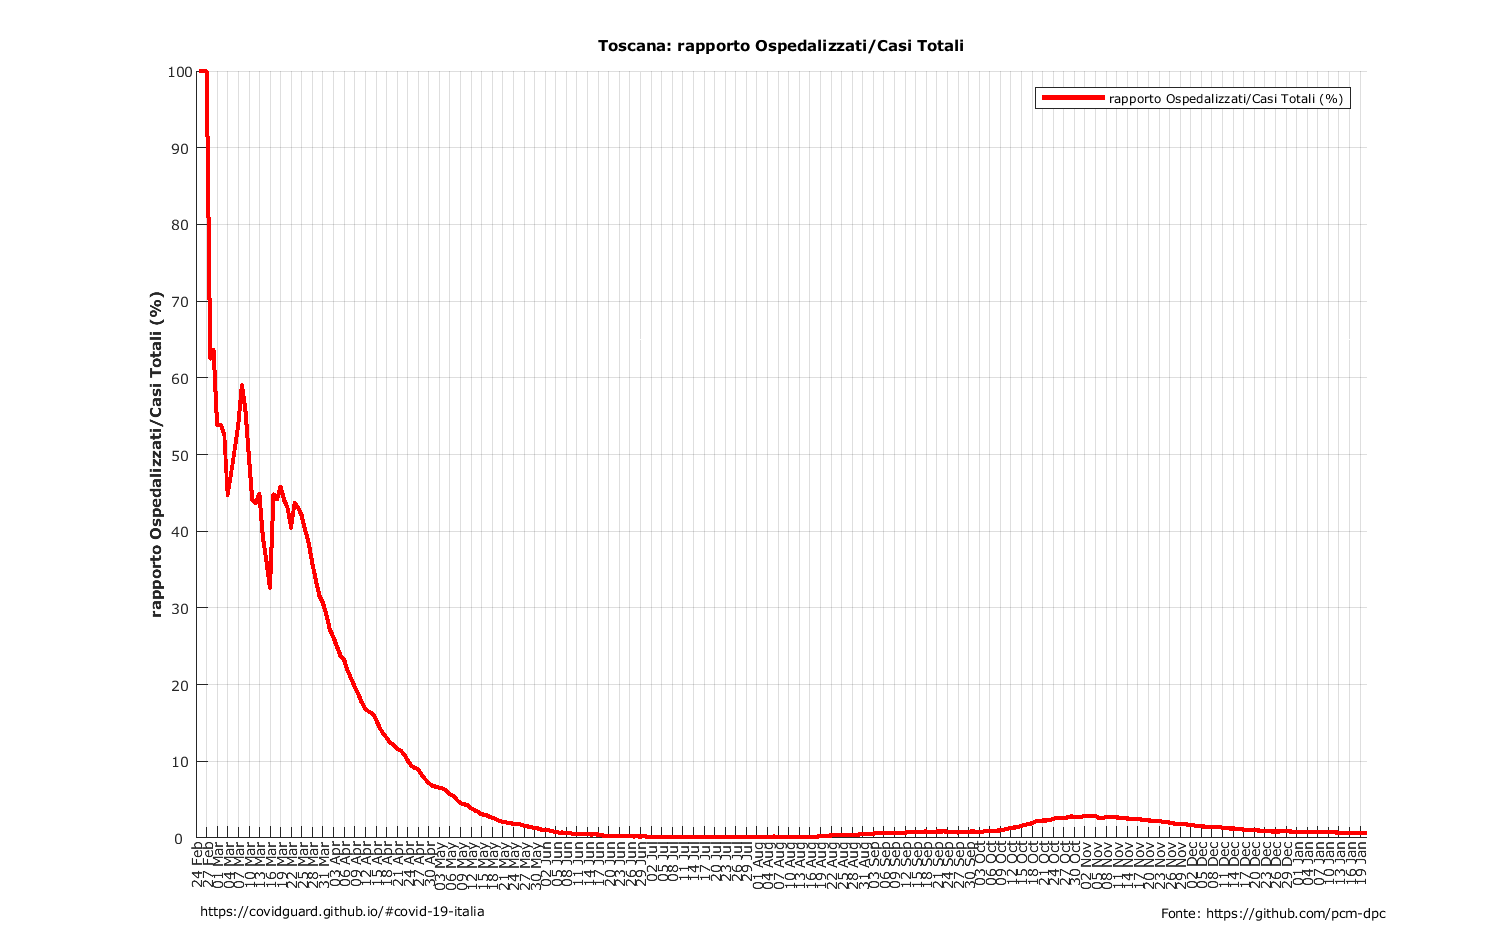 Toscana: rapporto Ospedalizzati/Casi Totali
rapporto Ospedalizzati/Casi Totali (%)
rapporto Ospedalizzati/Casi Totali (%)
100
90
80
70
60
50
40
30
20
10
0
24 Feb
27 Feb
01 Mar
04 Mar
07 Mar
10 Mar
13 Mar
16 Mar
19 Mar
22 Mar
25 Mar
28 Mar
31 Mar
03 Apr
06 Apr
09 Apr
12 Apr
15 Apr
18 Apr
21 Apr
24 Apr
27 Apr
30 Apr
03 May
06 May
09 May
12 May
15 May
18 May
21 May
24 May
27 May
30 May
02 Jun
05 Jun
08 Jun
11 Jun
14 Jun
17 Jun
20 Jun
23 Jun
26 Jun
29 Jun
02 Jul
05 Jul
08 Jul
11 Jul
14 Jul
17 Jul
20 Jul
23 Jul
26 Jul
29 Jul
01 Aug
04 Aug
07 Aug
10 Aug
13 Aug
16 Aug
19 Aug
22 Aug
25 Aug
28 Aug
31 Aug
03 Sep
06 Sep
09 Sep
12 Sep
15 Sep
18 Sep
21 Sep
24 Sep
27 Sep
30 Sep
03 Oct
06 Oct
09 Oct
12 Oct
15 Oct
18 Oct
21 Oct
24 Oct
27 Oct
30 Oct
02 Nov
05 Nov
08 Nov
11 Nov
14 Nov
17 Nov
20 Nov
23 Nov
26 Nov
29 Nov
02 Dec
05 Dec
08 Dec
11 Dec
14 Dec
17 Dec
20 Dec
23 Dec
26 Dec
29 Dec
01 Jan
04 Jan
07 Jan
10 Jan
13 Jan
16 Jan
19 Jan
https://covidguard.github.io/#covid-19-italia
Fonte: https://github.com/pcm-dpc